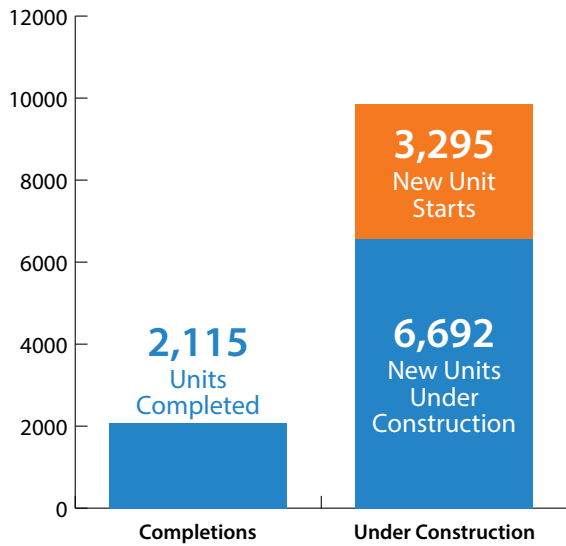 12000
10000
8000
6000
4000
2000
0
2,115
Units
Completed
3,295
New Unit
Starts
6,692
New Units
Under
Construction
Completions
Under Construction